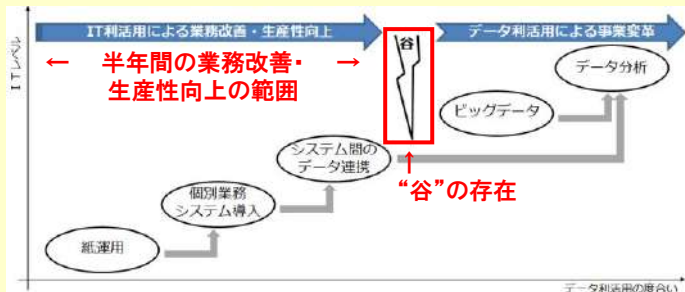 IT利活用による業務改善・生産性向上
データ利活用による事業変革
谷
← 半年間の業務改善・ →
生産性向上の範囲
データ分析
ビッグデータ
システム間の
データ連携
↑
“谷”の存在
個別業務
システム導入
紙運用
ITレベル
データ利活用の度合い